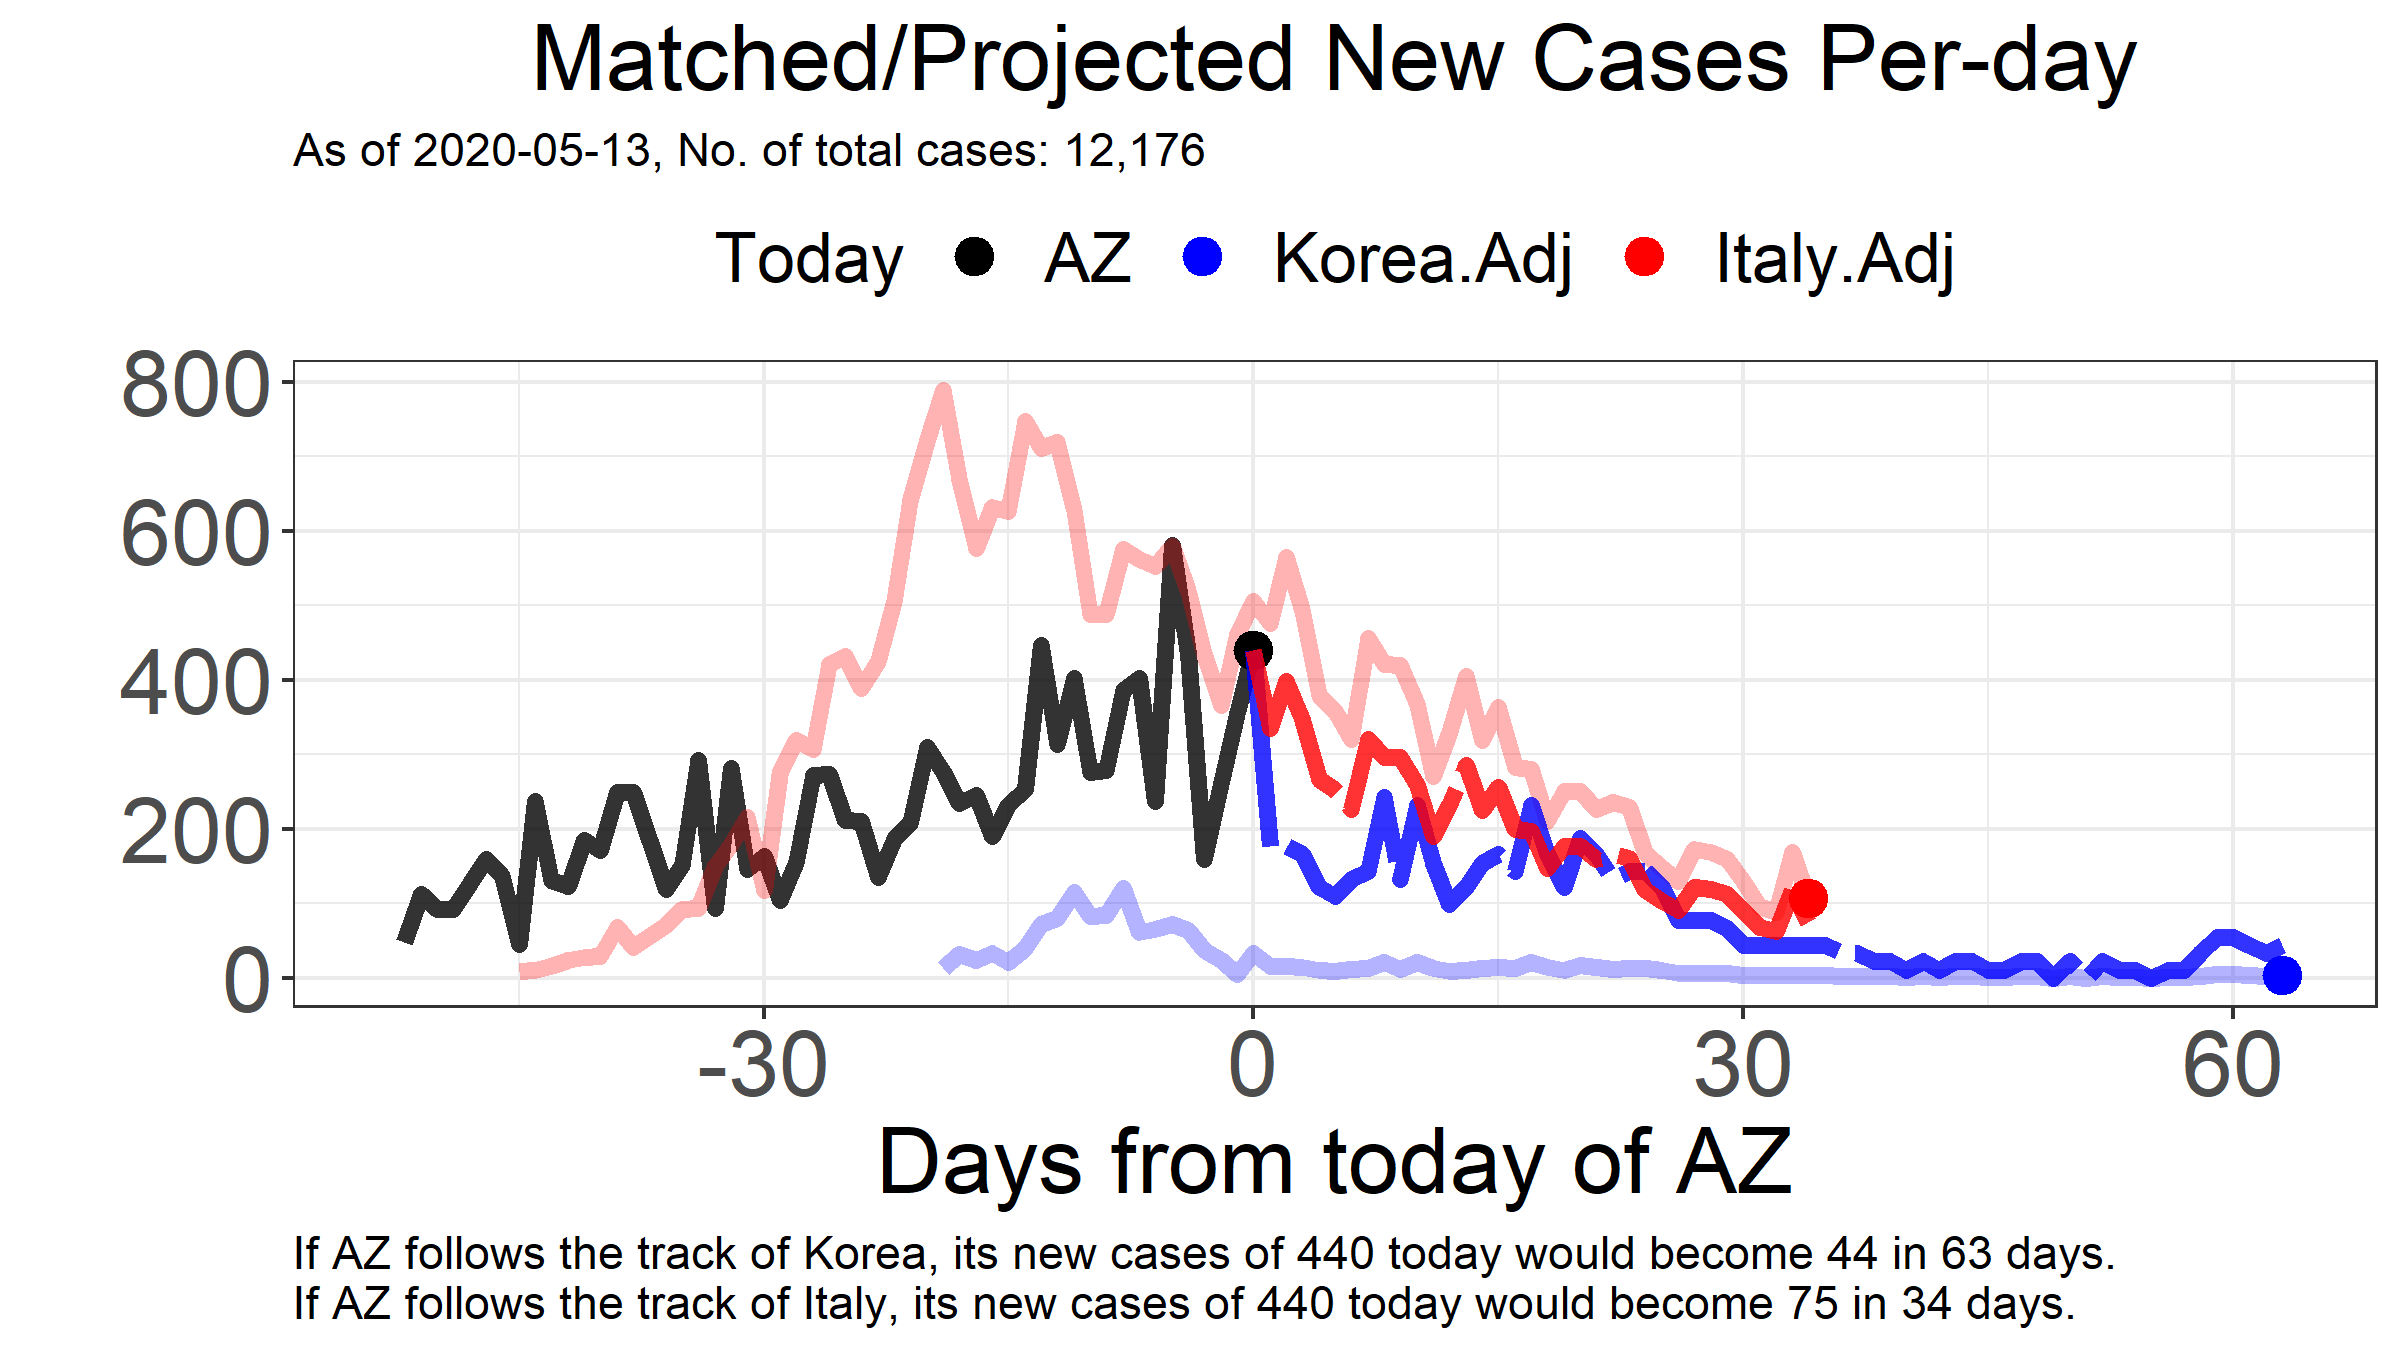 Matched/Projected New Cases Per-day
As of 2020-05-13, No. of total cases: 12,176
Today AZ Korea.Adj Italy.Adj
800
600
400
200
0
-30 0 30 60
Days from today of AZ
If AZ follows the track of Korea, its new cases of 440 today would become 44 in 63 days.
If AZ follows the track of Italy, its new cases of 440 today would become 75 in 34 days.